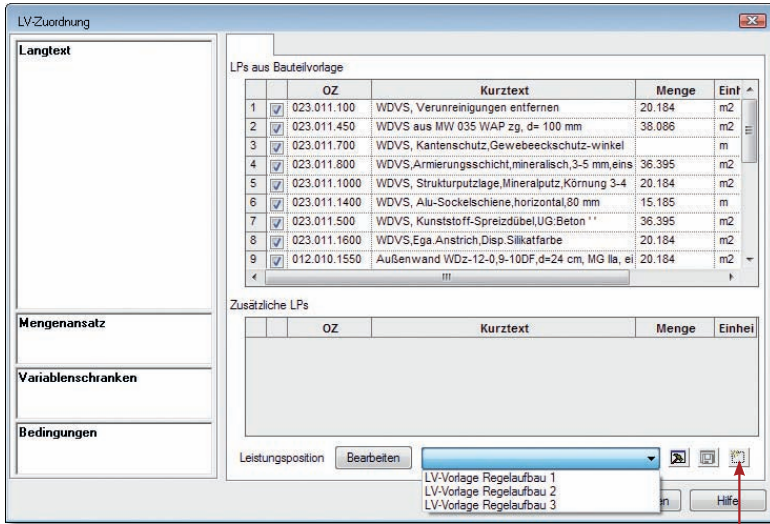 LV-Zuordnung
Langtext
Mengenansatz
Variablenschranken
Bedingungen
LPs aus Bauteilvorlage
OZ Kurztext Menge Einh
1 023.011.100 WDVS, Verunreinigungen entfernen 20.184 m2
2 023.011.450 WDVS aus MW 035 WAP zg, d= 100 mm 38.086 m2
3 023.011.700 WDVS, Kantenschutz,Gewebeeckschutz-winkel m
4 023.011.800 WDVS,Armierungsschicht,mineralisch,3-5 mm,eins 36.395 m2
5 023.011.1000 WDVS, Strukturputzlage,Mineralputz,Körnung 3-4 20.184 m2
6 023.011.1400 WDVS, Alu-Sockelschiene,horizontal,80 mm 15.185 m
7 023.011.500 WDVS, Kunststoff-Spreizdübel,UG:Beton ' ' 36.395 m2
8 023.011.1600 WDVS,Ega.Anstrich,Disp.Silikatfarbe 20.184 m2
9 012.010.1550 Außenwand WDz-12-0,9-10DF,d=24 cm, MG IIa, ei 20.184 m2
Zusätzliche LPs
OZ Kurztext Menge Einhei
Leistungsposition Bearbeiten
LV-Vorlage Regelaufbau 1
LV-Vorlage Regelaufbau 2
LV-Vorlage Regelaufbau 3
en Hilfe